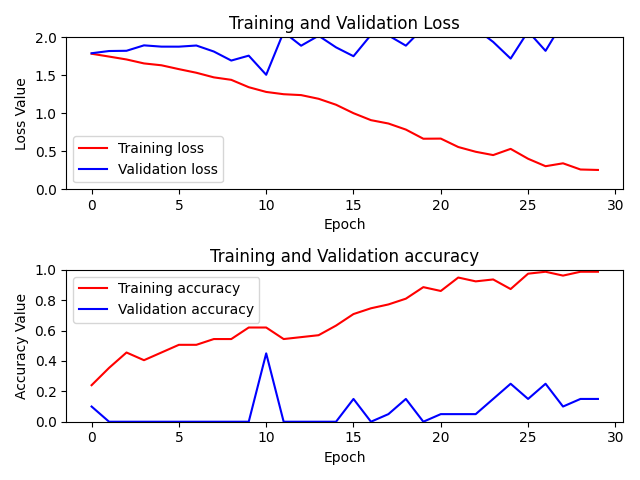 Training and Validation Loss
2.0
1.5
1.0
0.5
0.0
Loss Value
Training loss
Validation loss
0 5 10 15 20 25 30
Epoch
Training and Validation accuracy
1.0
0.8
0.6
0.4
0.2
0.0
Accuracy Value
Training accuracy
Validation accuracy
0 5 10 15 20 25 30
Epoch